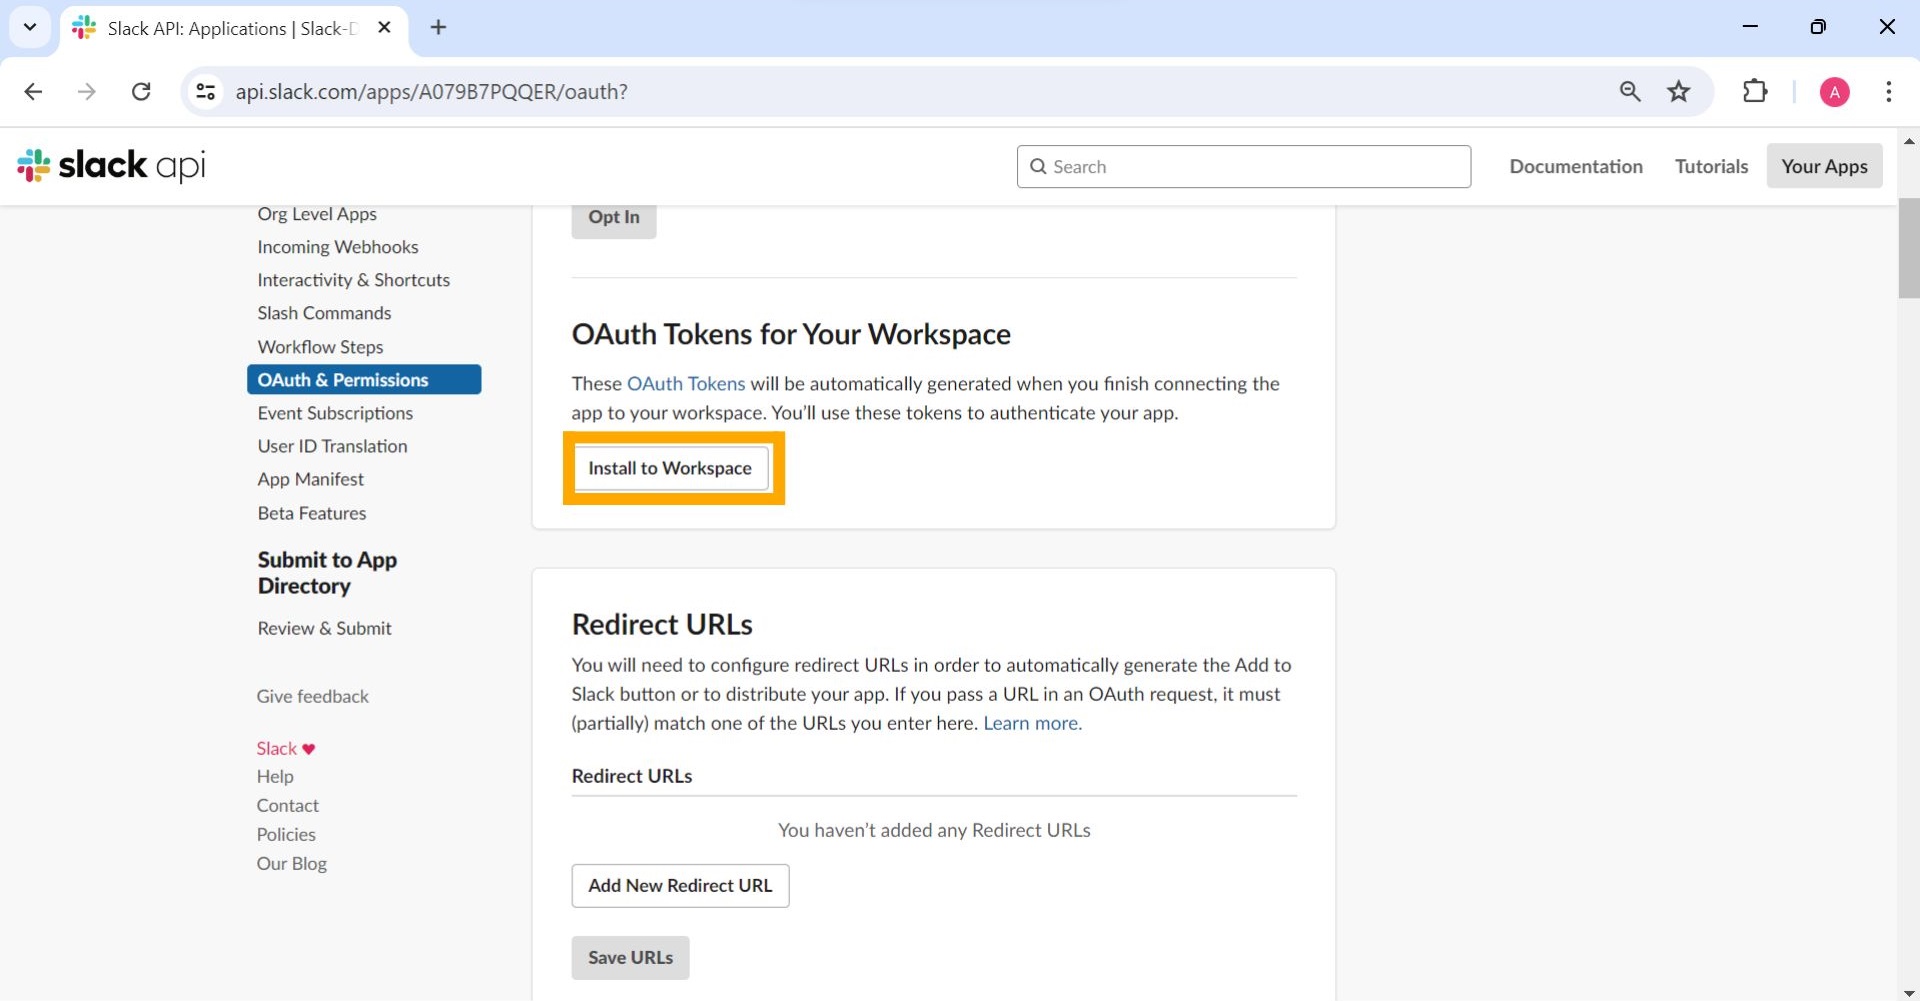 Slack API: Applications | Slack-D
api.slack.com/apps/A079B7PQQER/oauth?
A
slack api
Search
Documentation
Tutorials
Your Apps
Org Level Apps
Incoming Webhooks
Interactivity & Shortcuts
Slash Commands
Workflow Steps
OAuth & Permissions
Event Subscriptions
User ID Translation
App Manifest
Beta Features
Submit to App
Directory
Review & Submit
Give feedback
Slack ♥
Help
Contact
Policies
Our Blog
Opt In
OAuth Tokens for Your Workspace
These OAuth Tokens will be automatically generated when you finish connecting the
app to your workspace. You’ll use these tokens to authenticate your app.
Install to Workspace
Redirect URLs
You will need to configure redirect URLs in order to automatically generate the Add to
Slack button or to distribute your app. If you pass a URL in an OAuth request, it must
(partially) match one of the URLs you enter here. Learn more.
Redirect URLs
You haven’t added any Redirect URLs
Add New Redirect URL
Save URLs